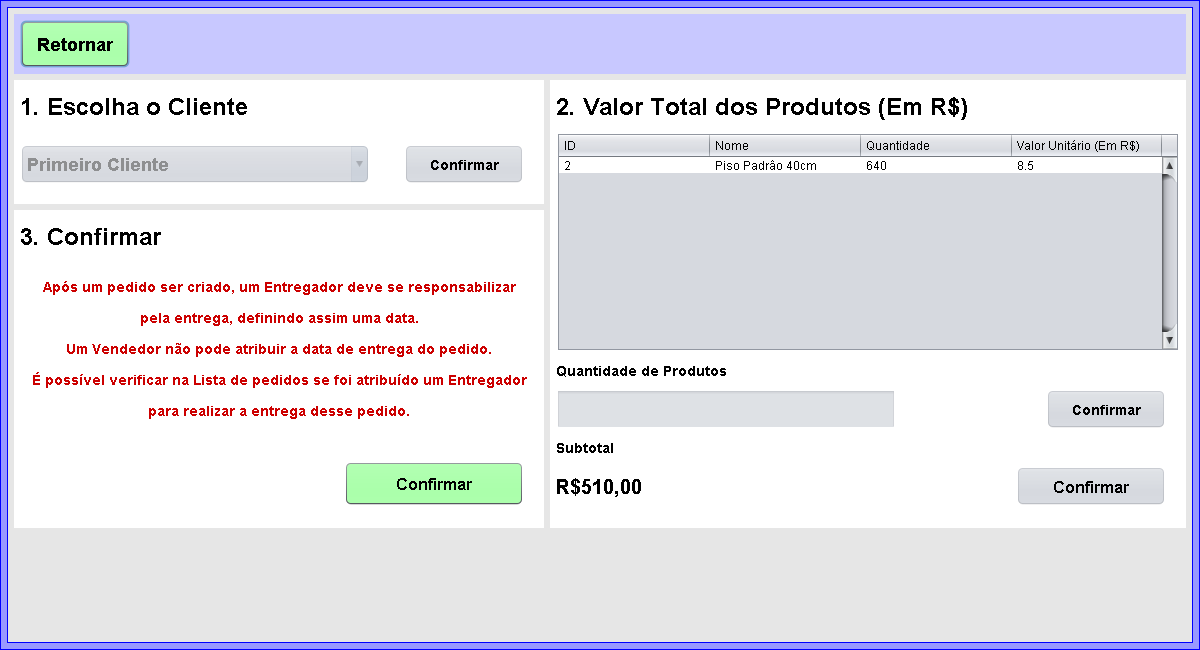 Retornar
1. Escolha o Cliente
Primeiro Cliente
Confirmar
3. Confirmar
Após um pedido ser criado, um Entregador deve se responsabilizar
pela entrega, definindo assim uma data.
Um Vendedor não pode atribuir a data de entrega do pedido.
É possível verificar na Lista de pedidos se foi atribuído um Entregador
para realizar a entrega desse pedido.
Confirmar
2. Valor Total dos Produtos (Em R$)
ID Nome Quantidade Valor Unitário (Em R$)
2 Piso Padrão 40cm 640 8.5
Quantidade de Produtos
Confirmar
Subtotal
R$510,00 Confirmar